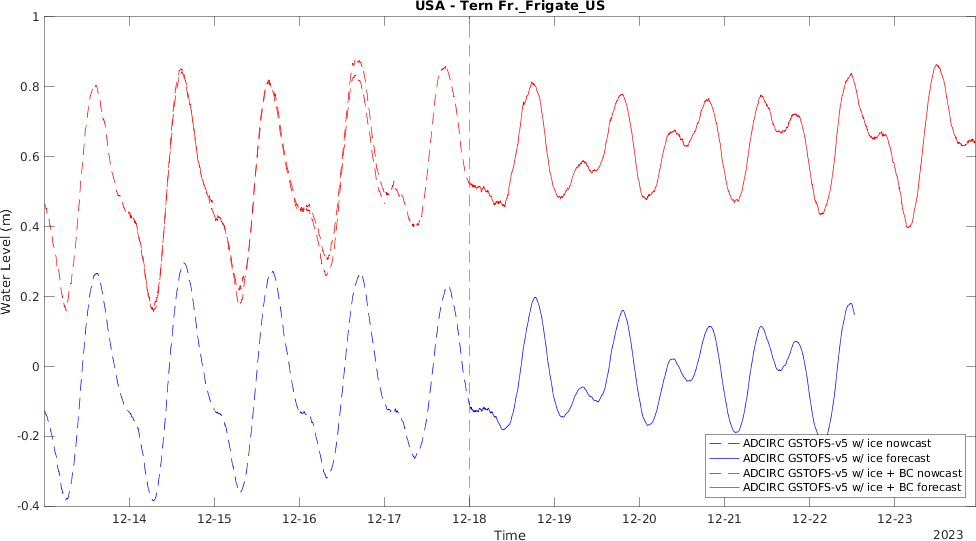 USA - Tern Fr._Frigate_US
Water Level (m)
1
0.8
0.6
0.4
0.2
0
-0.2
-0.4
ADCIRC GSTOFS-v5 w/ ice nowcast
ADCIRC GSTOFS-v5 w/ ice forecast
ADCIRC GSTOFS-v5 w/ ice + BC nowcast
ADCIRC GSTOFS-v5 w/ ice + BC forecast
12-14 12-15 12-16 12-17 12-18 12-19 12-20 12-21 12-22 12-23
Time
2023